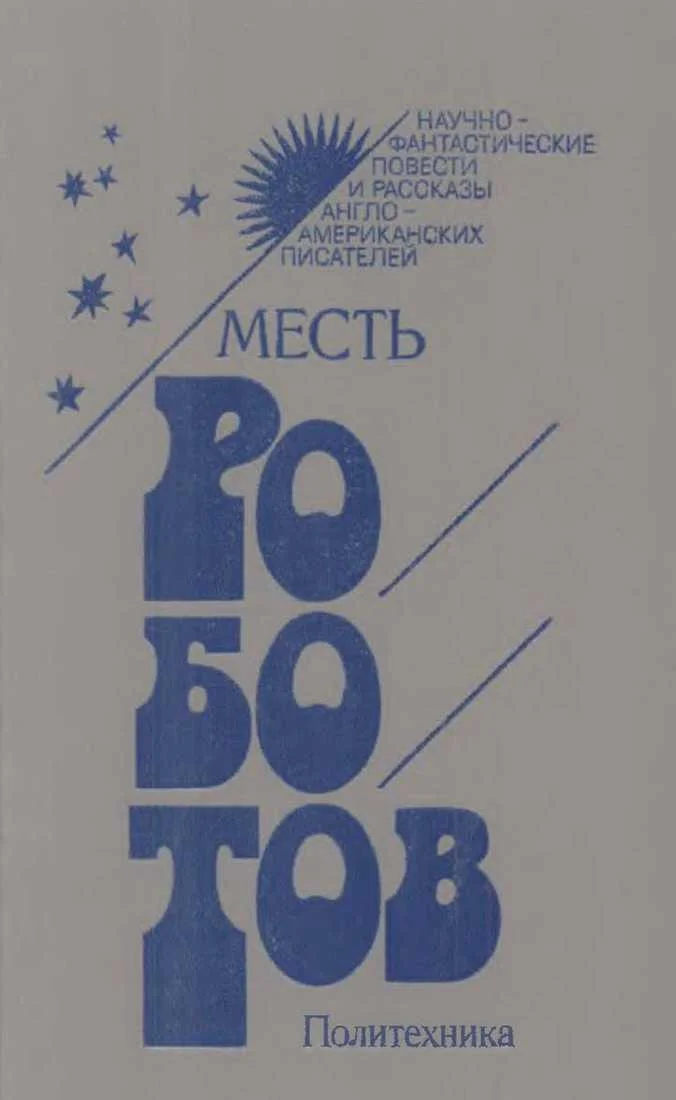 НАУЧНО-
ФАНТАСТИЧЕСКИЕ
ПОВЕСТИ
И РАССКАЗЫ
АНГЛО-
АМЕРИКАНСКИХ
ПИСАТЕЛЕЙ
МЕСТЬ
РО
БО
ТОВ
Политехника